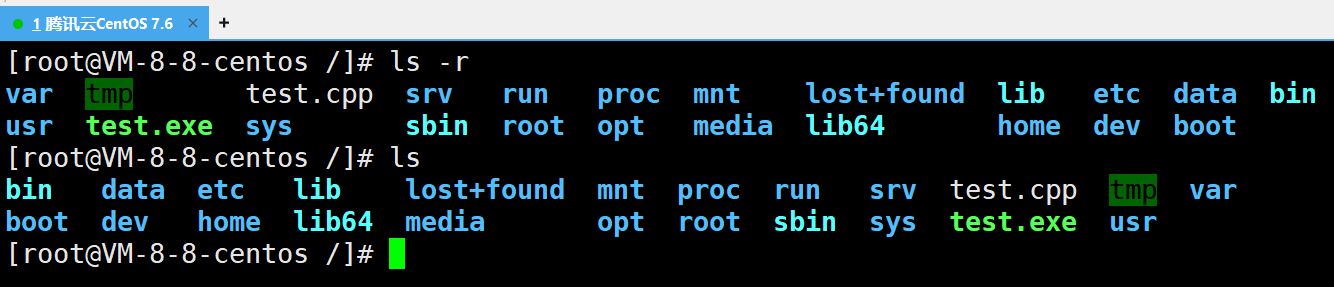 1 腾讯云CentOS 7.6 × +
[root@VM-8-8-centos /]# ls -r
var tmp test.cpp srv run proc mnt lost+found lib etc data bin
usr test.exe sys sbin root opt media lib64 home dev boot
[root@VM-8-8-centos /]# ls
bin data etc lib lost+found mnt proc run srv test.cpp tmp var
boot dev home lib64 media opt root sbin sys test.exe usr
[root@VM-8-8-centos /]#